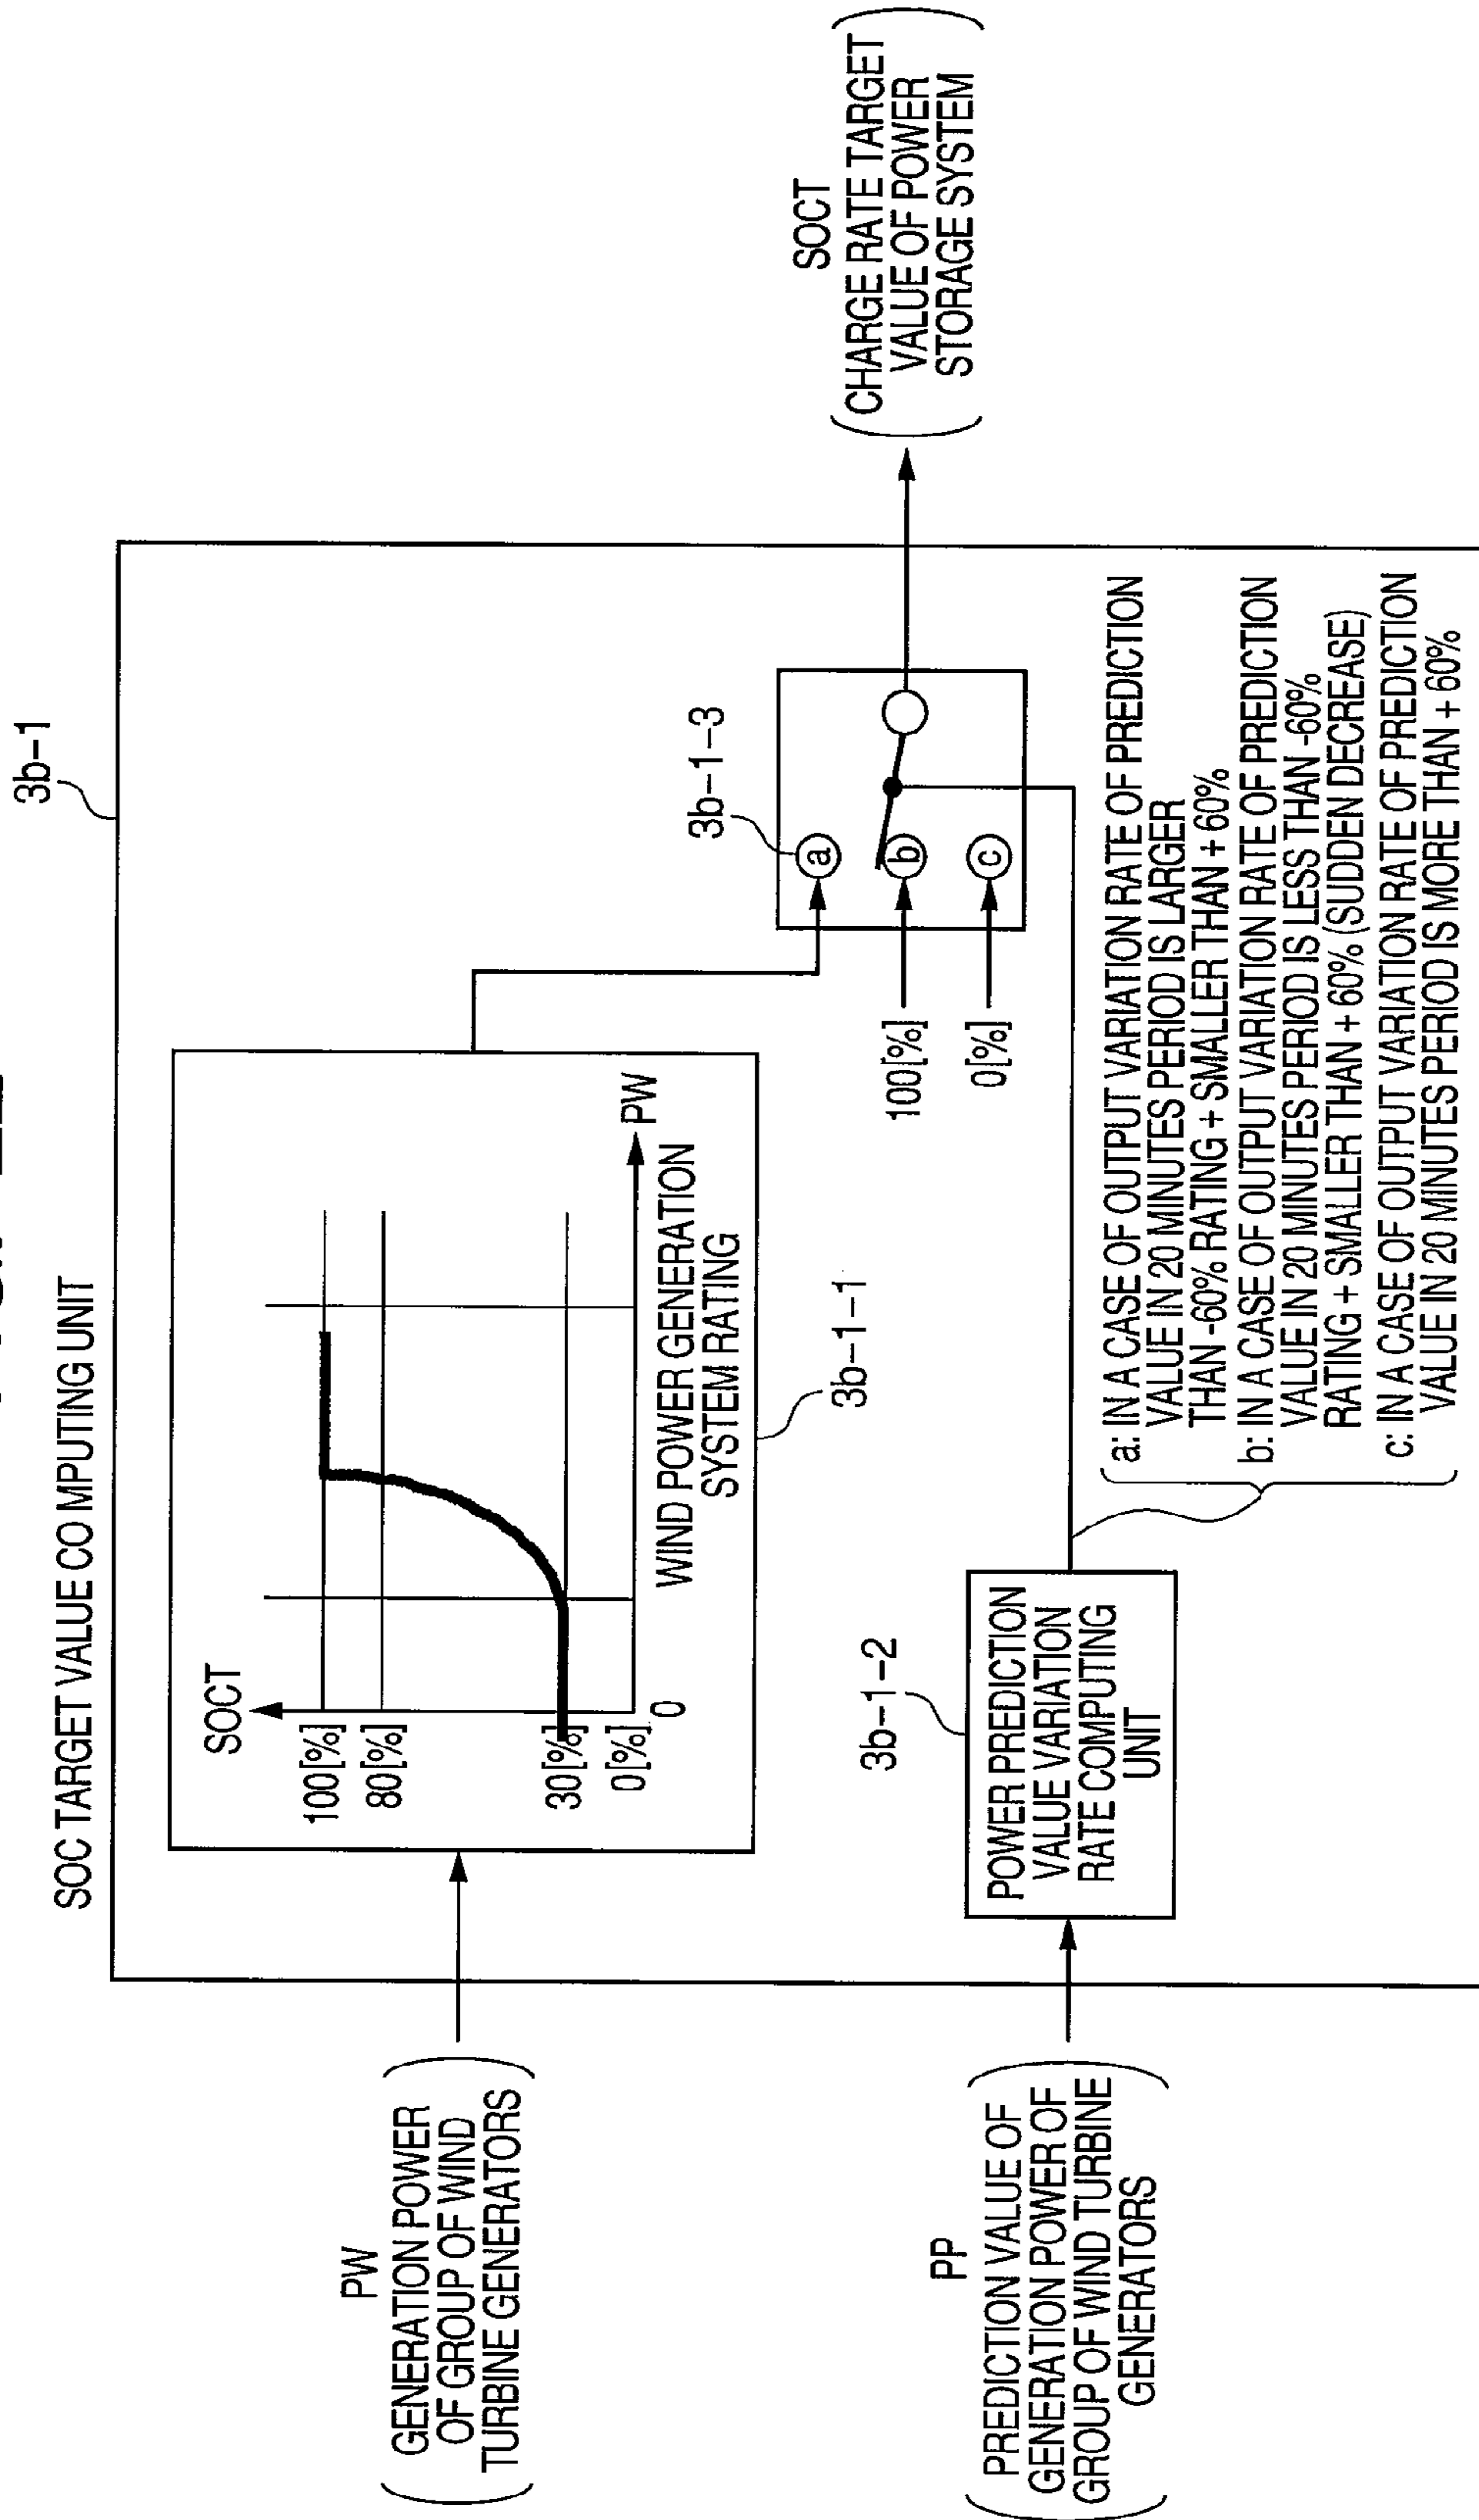 3b-1
SOC TARGET VALUE CO MPUTING UNIT
PW
GENERATION POWER
OF GROUP OF WIND
TURBINE GENERATORS
SOCT
100[%]
80[%]
30[%]
0[%]
0
PW
WIND POWER GENERATION
SYSTEM RATING
3b-1-1
3b-1-3
a
b
c
100[%]
0[%]
SOCT
CHARGE RATE TARGET
VALUE OF POWER
STORAGE SYSTEM
PP
PREDICTION VALUE OF
GENERATION POWER OF
GROUP OF WIND TURBINE
GENERATORS
3b-1-2
POWER PREDICTION
VALUE VARIATION
RATE COMPUTING
UNIT
a: IN A CASE OF OUTPUT VARIATION RATE OF PREDICTION
VALUE IN 20 MINUTES PERIOD IS LARGER
THAN -60% RATING + SMALLER THAN + 60%
b: IN A CASE OF OUTPUT VARIATION RATE OF PREDICTION
VALUE IN 20 MINUTES PERIOD IS LESS THAN -60%
RATING + SMALLER THAN + 60% (SUDDEN DECREASE)
c: IN A CASE OF OUTPUT VARIATION RATE OF PREDICTION
VALUE IN 20 MINUTES PERIOD IS MORE THAN + 60%